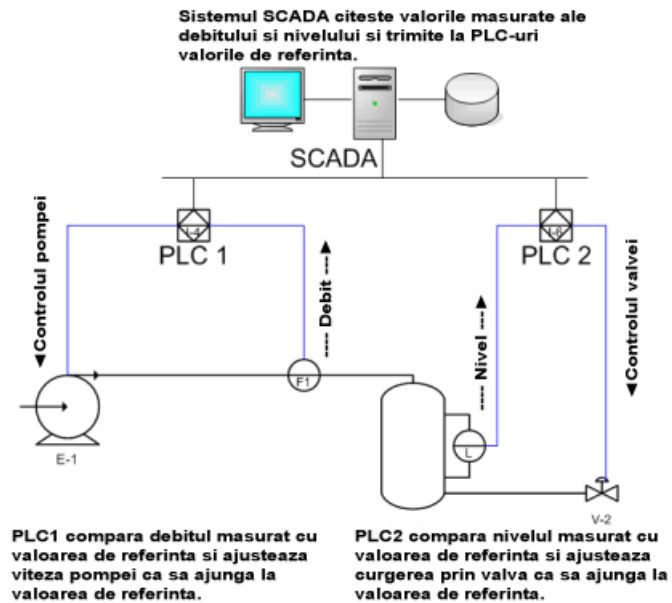 Sistemul SCADA citeste valorile masurate ale
debitului si nivelului si trimite la PLC-uri
valorile de referinta.
SCADA
I-4
PLC 1
I-6
PLC 2
◄Controlul pompei
---- Debit ---►
---- Nivel ---►
◄Controlul valvei
F1
L
E-1
V-2
PLC1 compara debitul masurat cu
valoarea de referinta si ajusteaza
viteza pompei ca sa ajunga la
valoarea de referinta.
PLC2 compara nivelul masurat cu
valoarea de referinta si ajusteaza
curgerea prin valva ca sa ajunga la
valoarea de referinta.